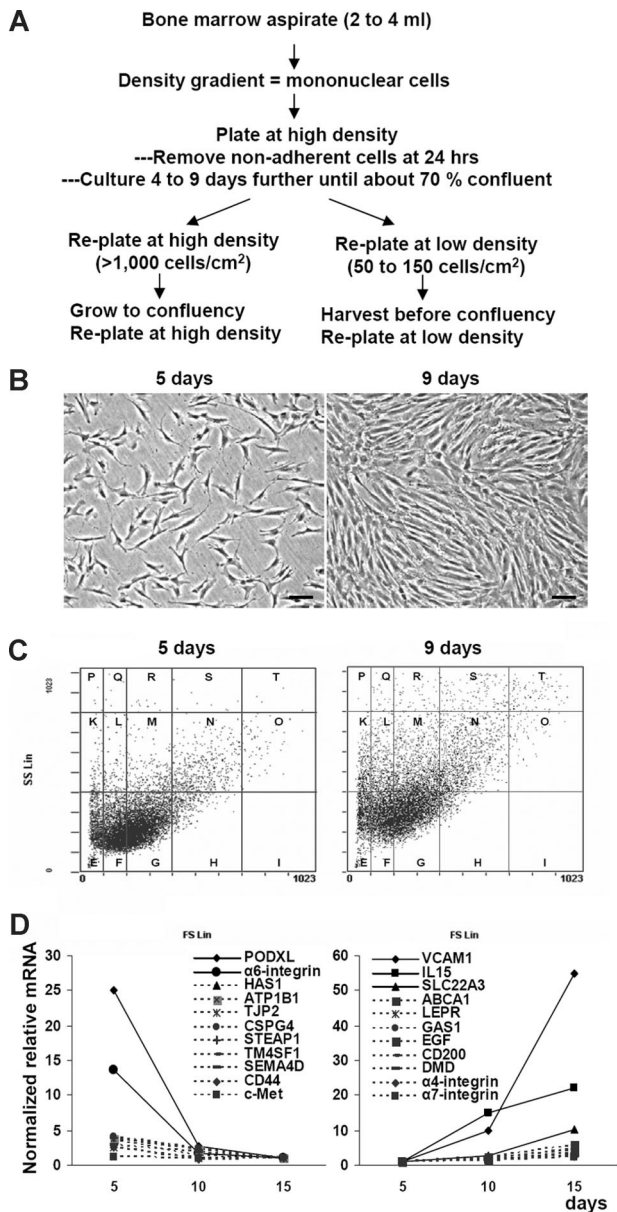 A
Bone marrow aspirate (2 to 4 ml)
Density gradient = mononuclear cells
Plate at high density
---Remove non-adherent cells at 24 hrs
---Culture 4 to 9 days further until about 70 % confluent
Re-plate at high density
(>1,000 cells/cm²)
Grow to confluency
Re-plate at high density
Re-plate at low density
(50 to 150 cells/cm²)
Harvest before confluency
Re-plate at low density
B
5 days
9 days
C
5 days
9 days
SS Lin
1023
0
P Q R S T
K L M N O
E F G H I
0 1023
FS Lin
1023
0
P Q R S T
K L M N O
E F G H I
0 1023
FS Lin
D
Normalized relative mRNA
30
25
20
15
10
5
0
5 10 15
PODXL
α6-integrin
HAS1
ATP1B1
TJP2
CSPG4
STEAP1
TM4SF1
SEMA4D
CD44
c-Met
60
50
40
30
20
10
0
5 10 15
days
VCAM1
IL15
SLC22A3
ABCA1
LEPR
GAS1
EGF
CD200
DMD
α4-integrin
α7-integrin